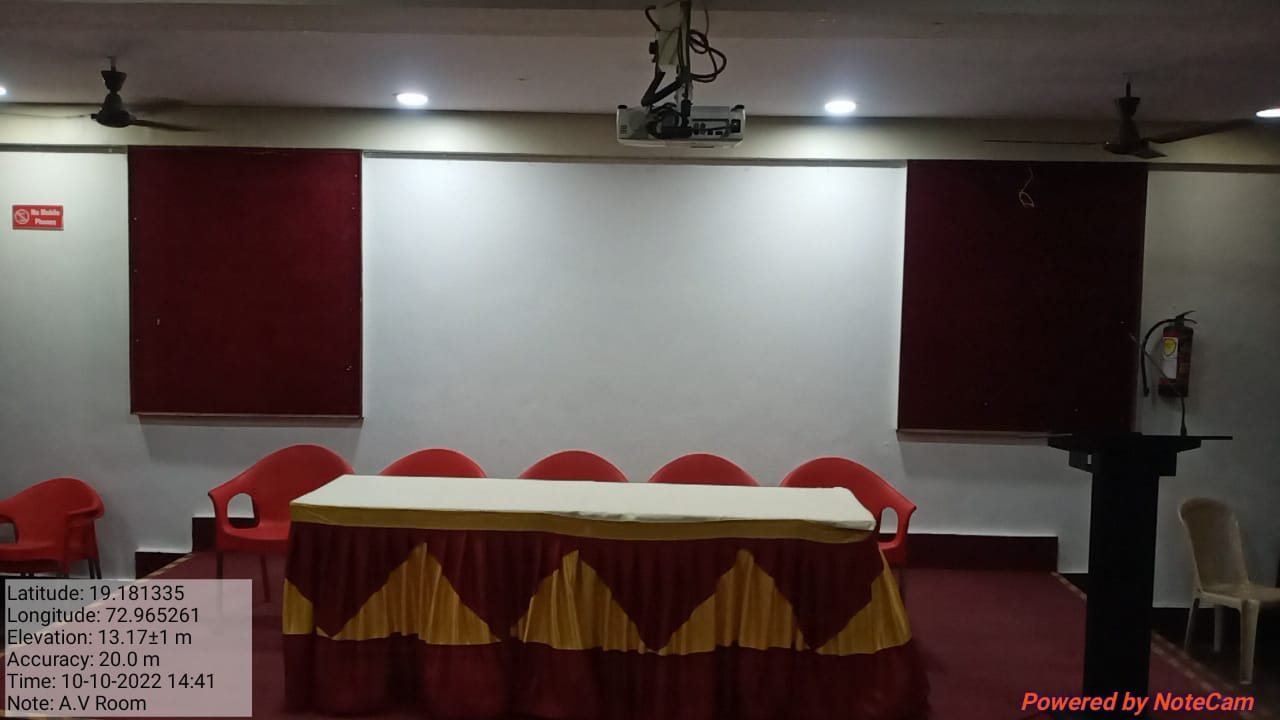 No Mobile
Phones
Latitude: 19.181335
Longitude: 72.965261
Elevation: 13.17±1 m
Accuracy: 20.0 m
Time: 10-10-2022 14:41
Note: A.V Room
Powered by NoteCam